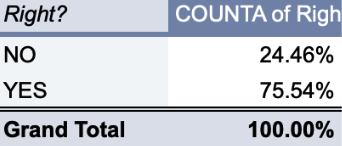 Right? COUNTA of Righ
NO 24.46%
YES 75.54%
Grand Total 100.00%